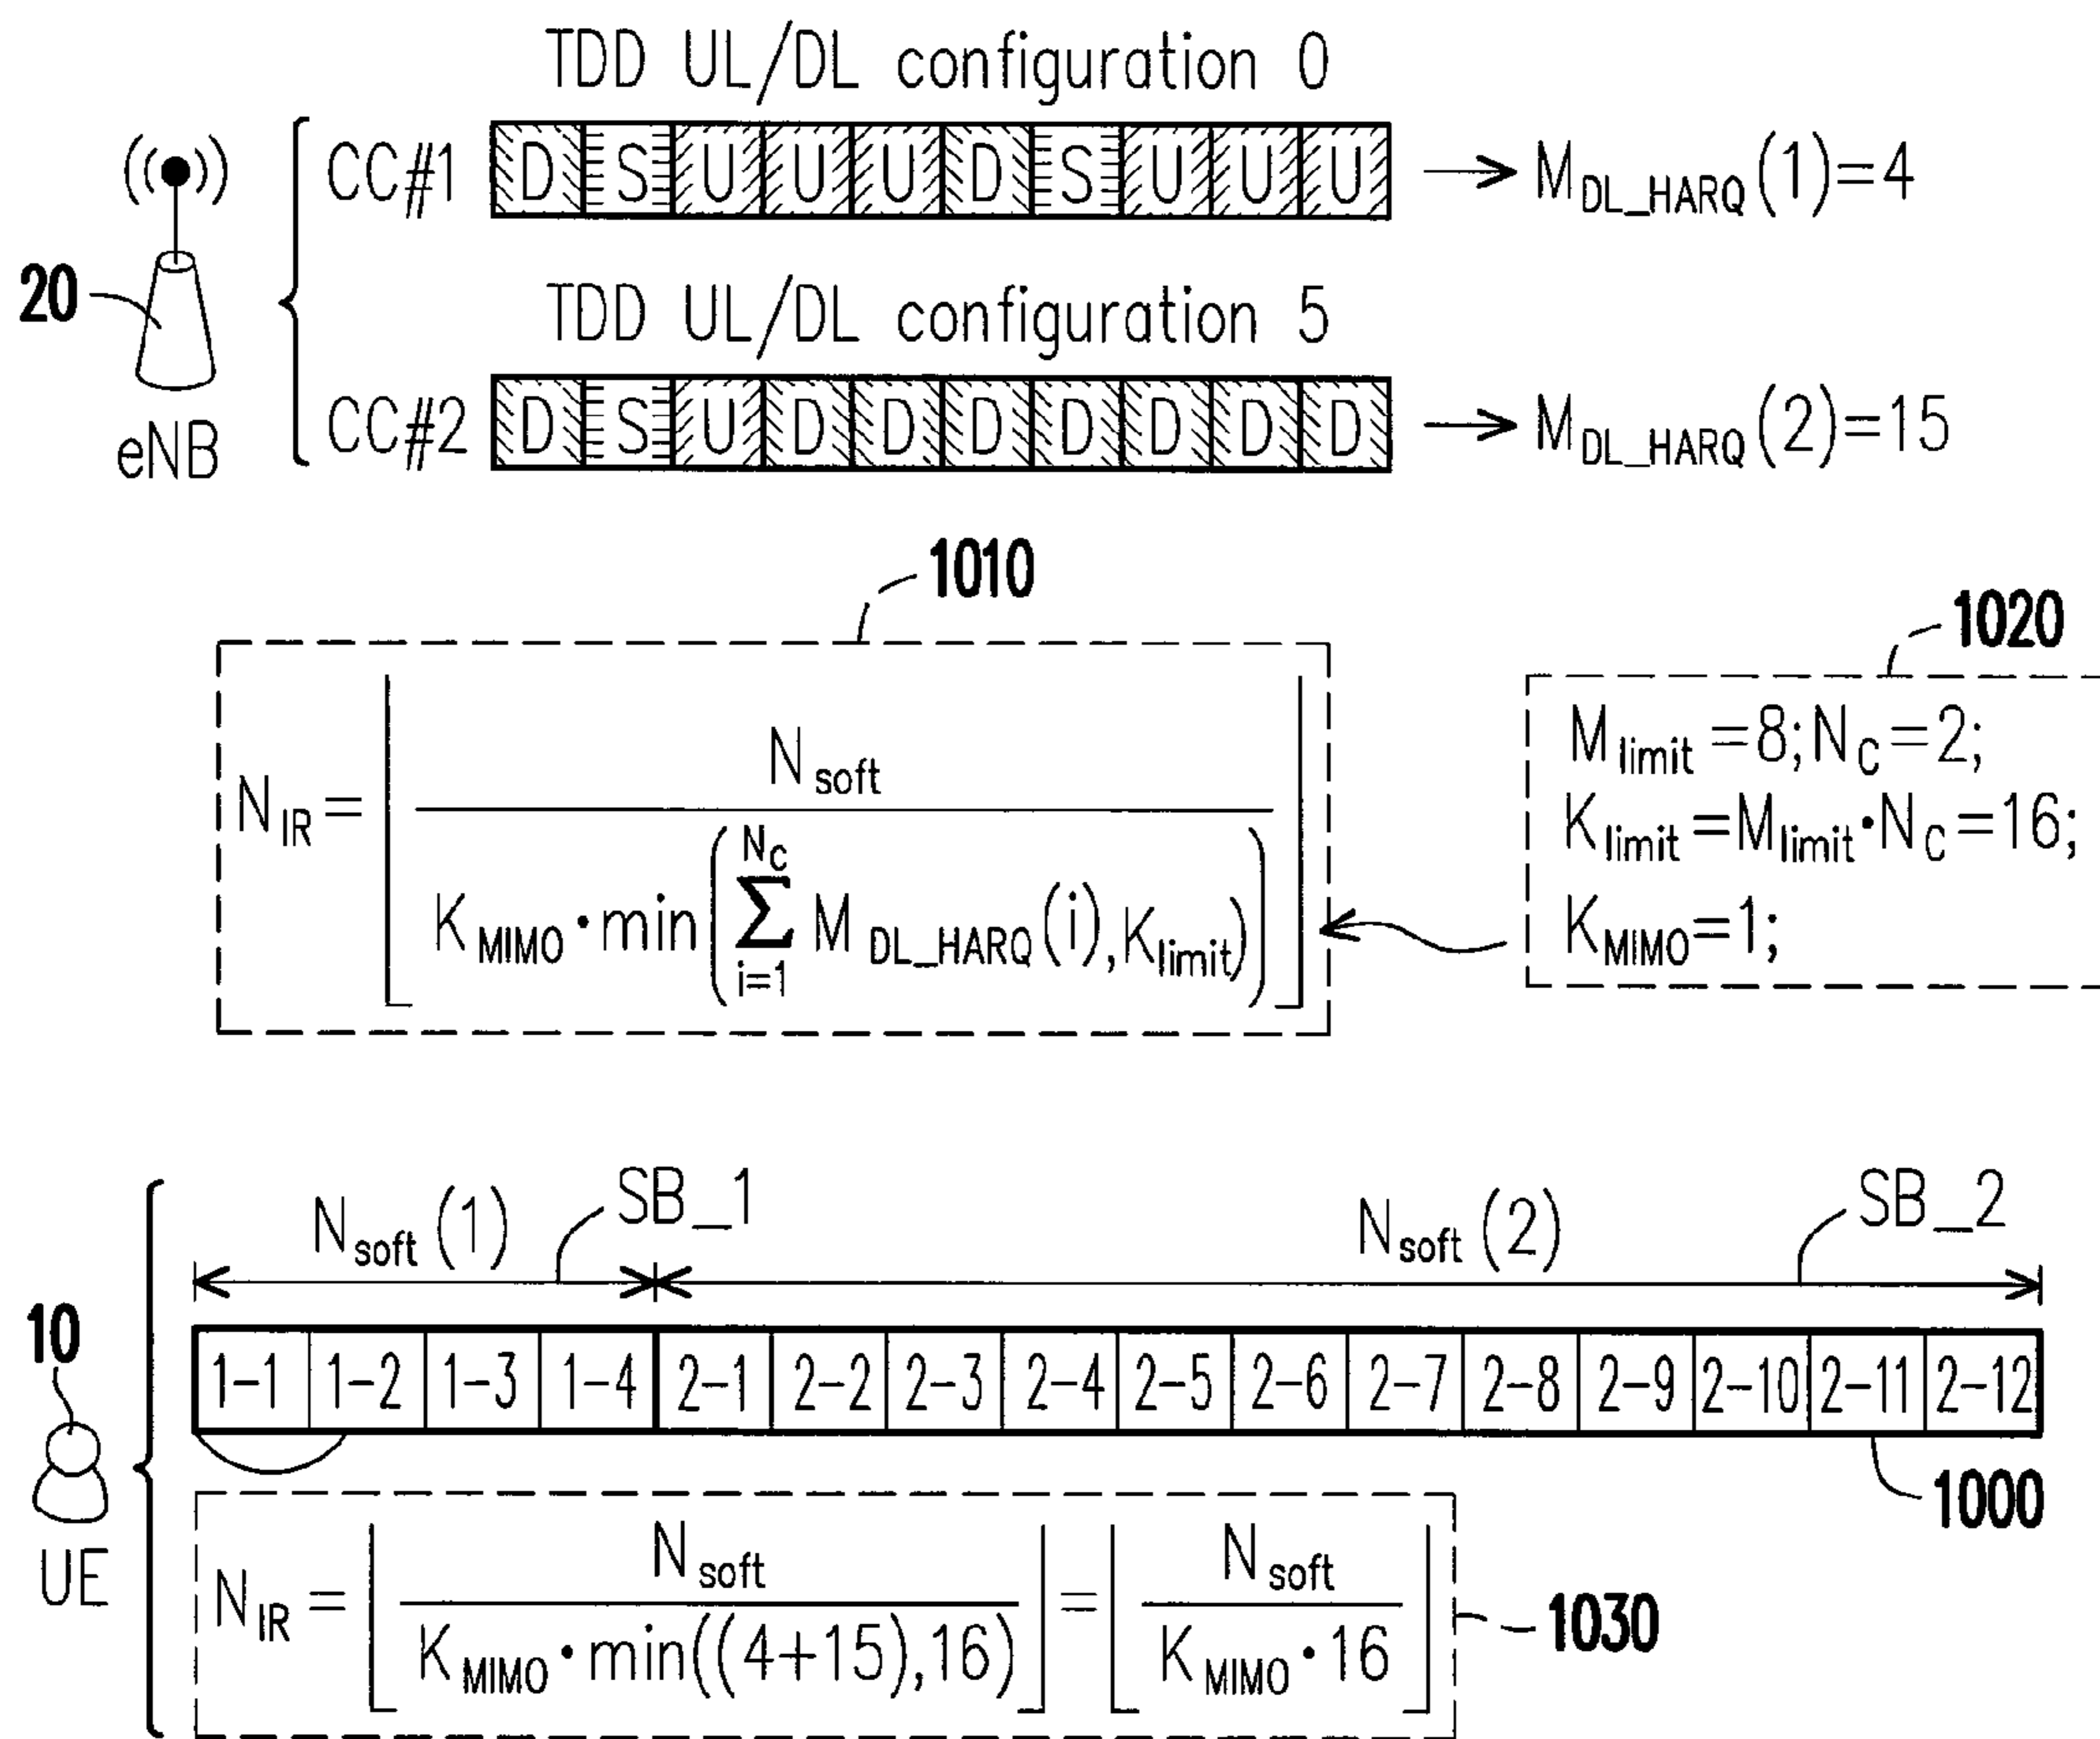 TDD UL/DL configuration 0
CC#1 D S U U U D S U U U → M_DL_HARQ(1)=4
20
TDD UL/DL configuration 5
CC#2 D S U D D D D D D D → M_DL_HARQ(2)=15
eNB
1010
1020
N_IR = ⌊ N_soft / ( K_MIMO · min( ∑_{i=1}^{N_C} M_DL_HARQ(i), K_limit ) ) ⌋
M_limit =8; N_C =2;
K_limit = M_limit · N_C =16;
K_MIMO =1;
N_soft(1) SB_1 N_soft(2) SB_2
10
1-1 1-2 1-3 1-4 2-1 2-2 2-3 2-4 2-5 2-6 2-7 2-8 2-9 2-10 2-11 2-12
1000
UE
N_IR = ⌊ N_soft / ( K_MIMO · min((4+15),16) ) ⌋ = ⌊ N_soft / ( K_MIMO · 16 ) ⌋
1030